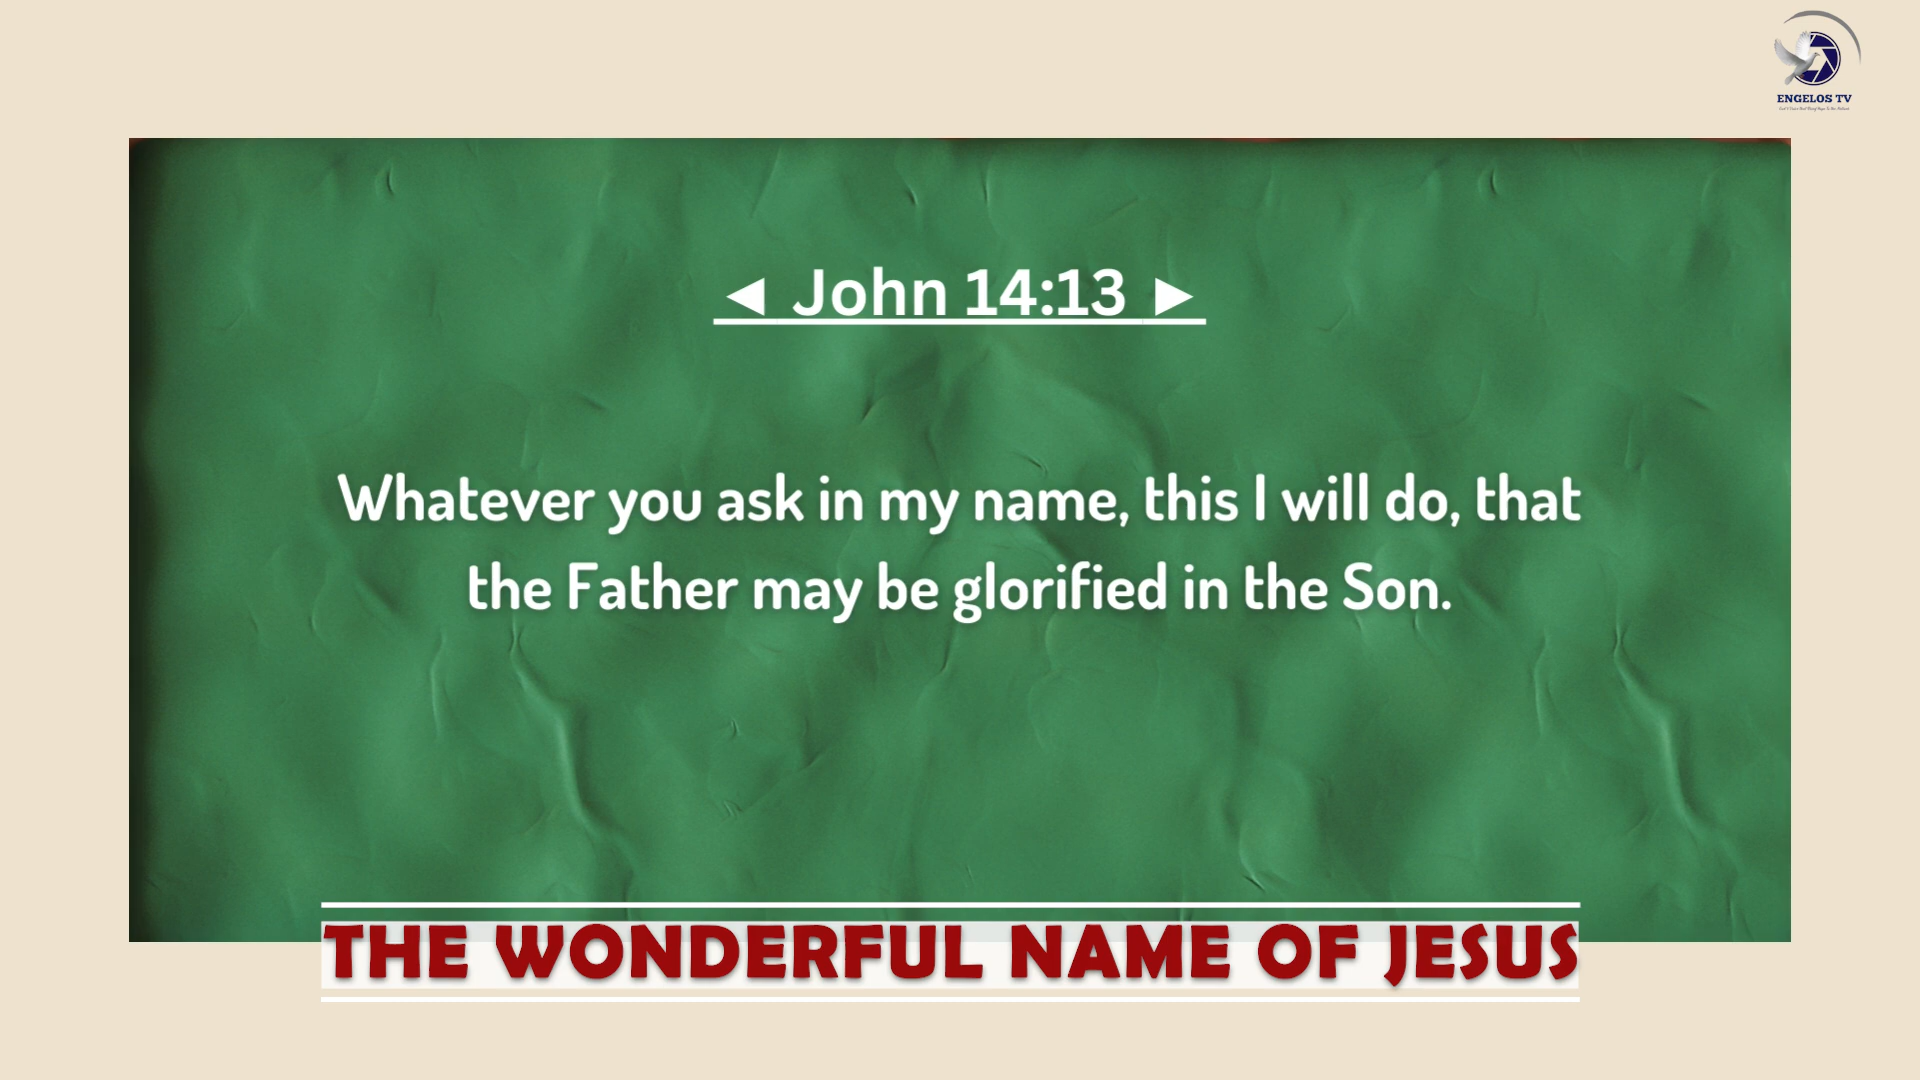 ENGELOS TV
◄ John 14:13 ►
Whatever you ask in my name, this I will do, that
the Father may be glorified in the Son.
THE WONDERFUL NAME OF JESUS